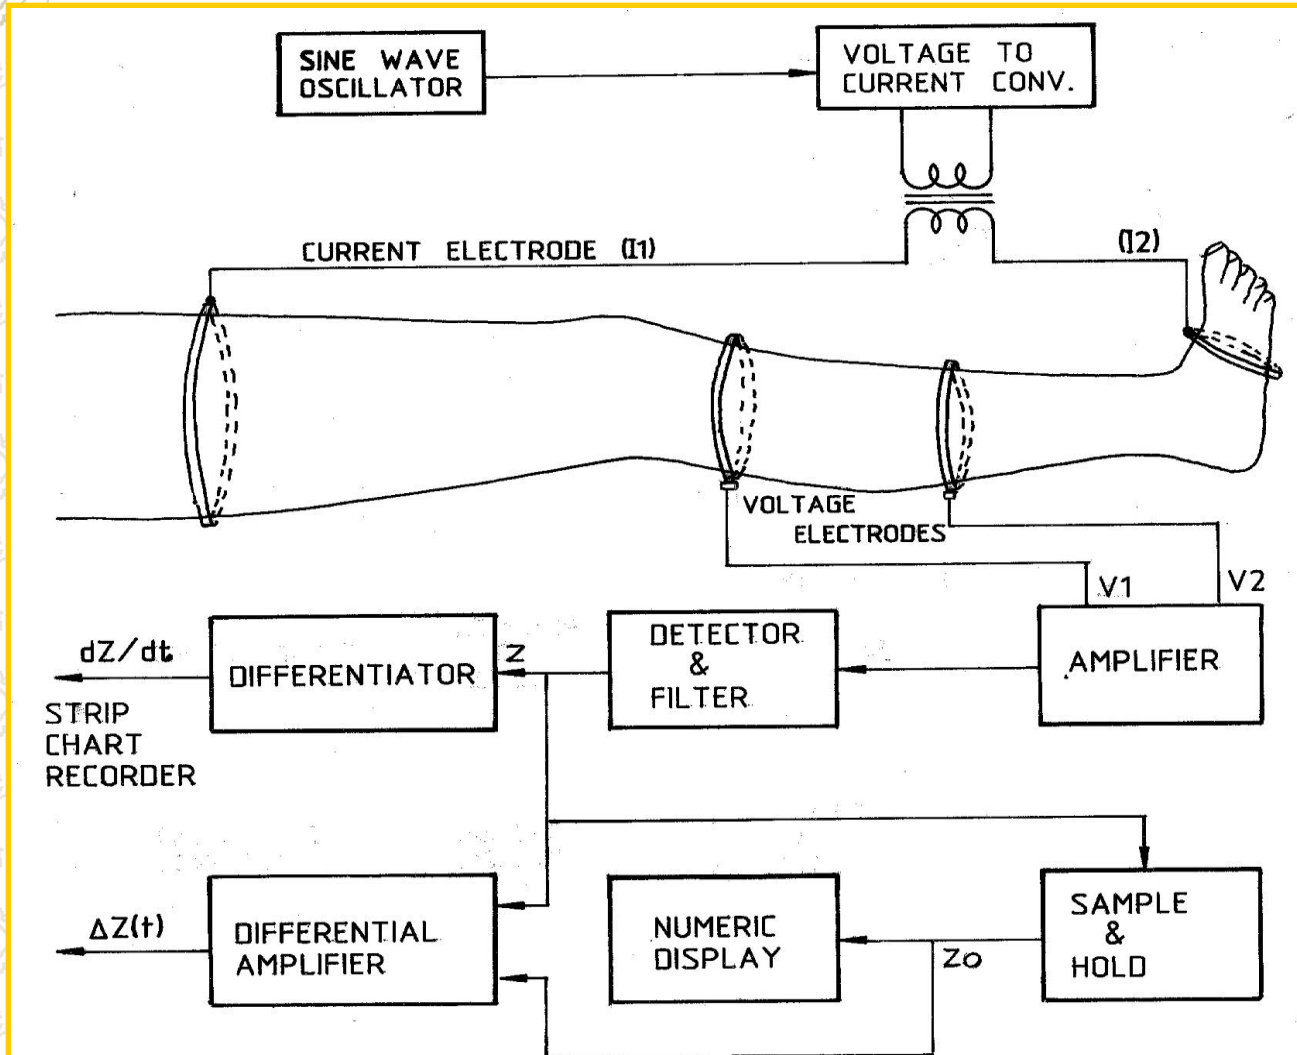 SINE WAVE
OSCILLATOR
VOLTAGE TO
CURRENT CONV.
CURRENT ELECTRODE (I1)
(I2)
VOLTAGE
ELECTRODES
V1
V2
dZ/dt
DIFFERENTIATOR
Z
DETECTOR
&
FILTER
AMPLIFIER
STRIP
CHART
RECORDER
ΔZ(t)
DIFFERENTIAL
AMPLIFIER
NUMERIC
DISPLAY
ZO
SAMPLE
&
HOLD